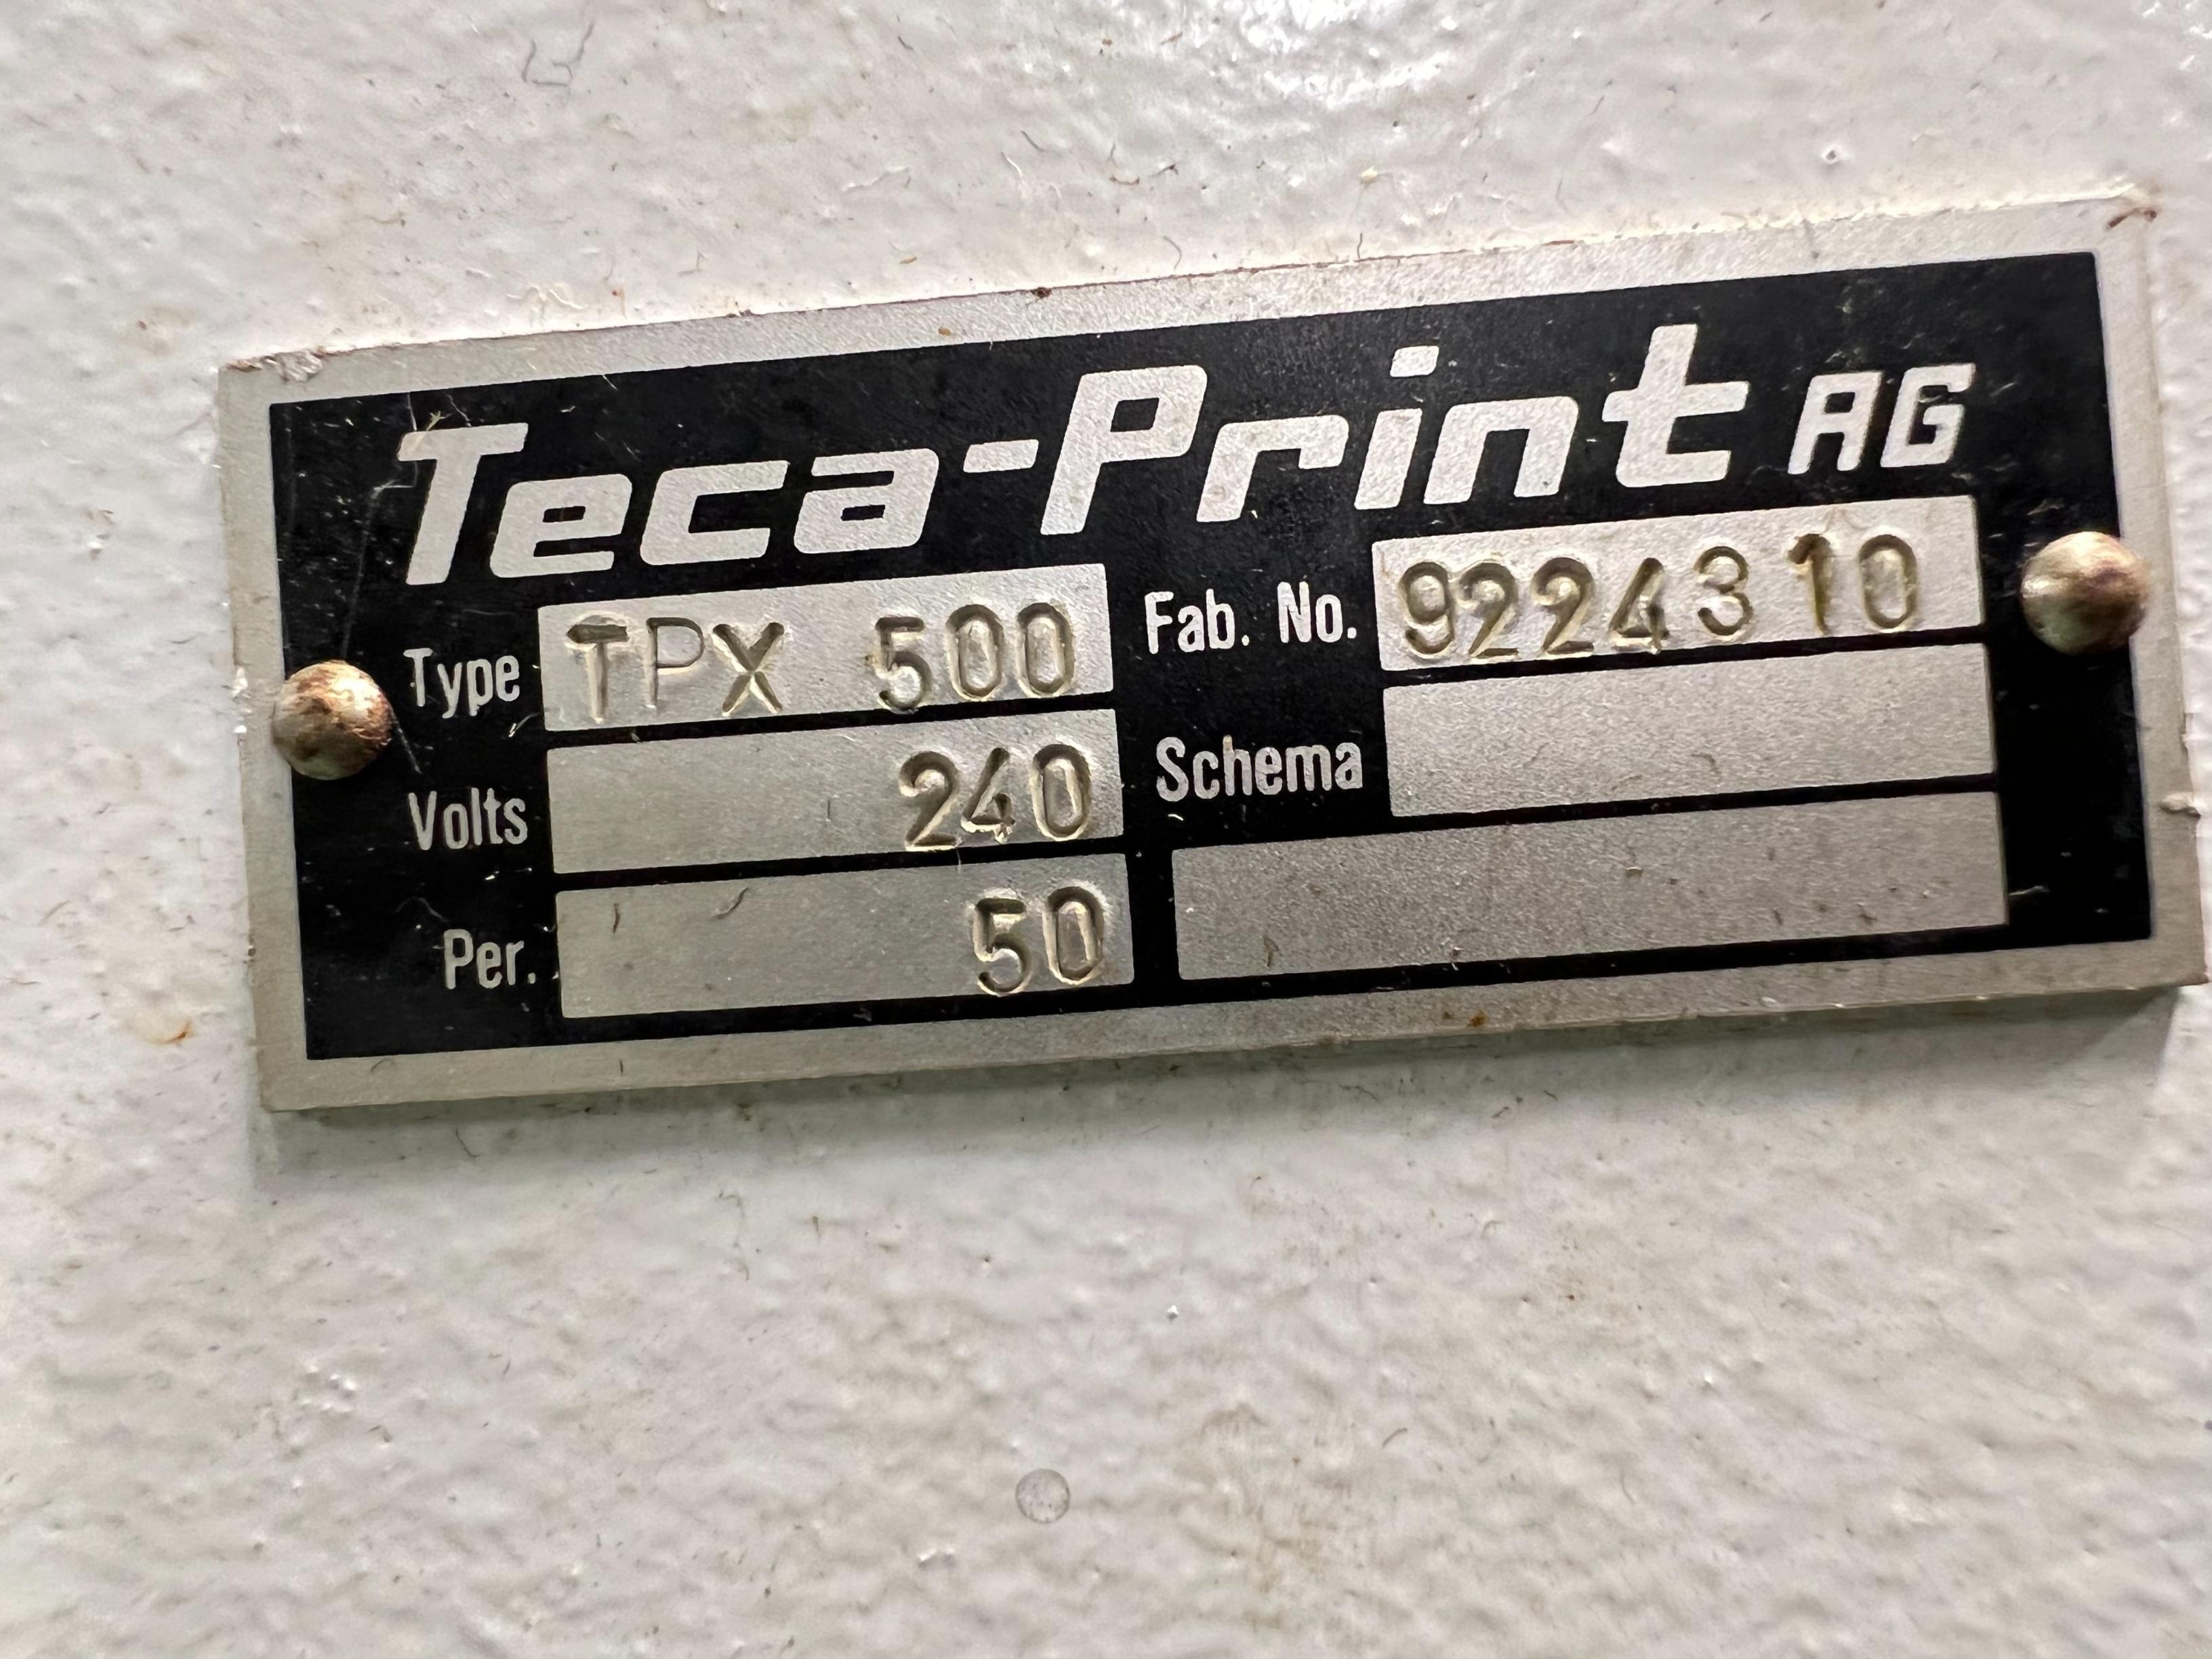 Teca-Print AG
Type TPX 500 Fab. No. 9224310
Volts 240 Schema
Per. 50